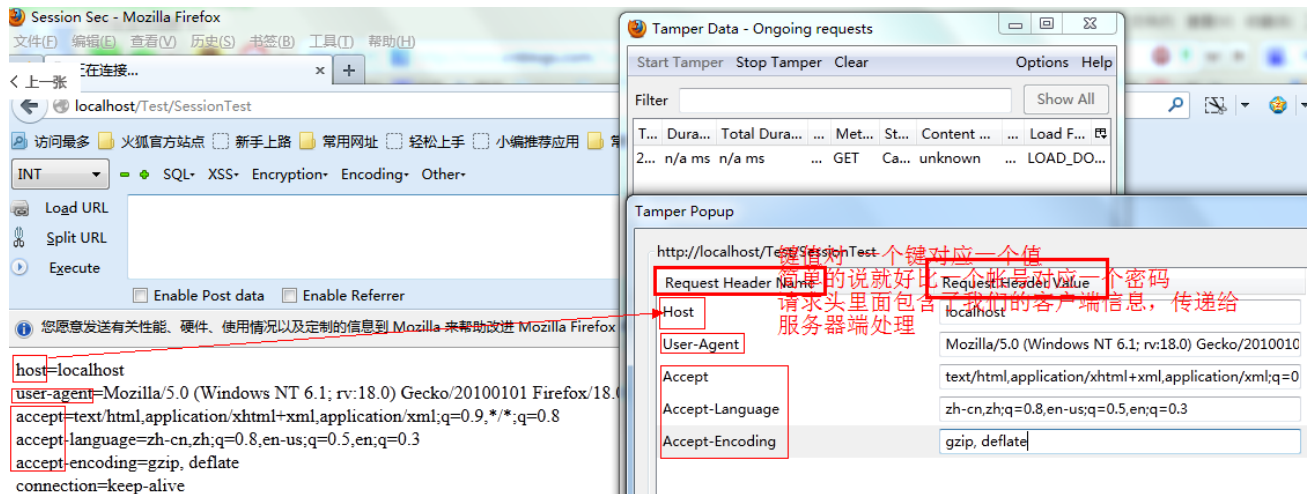 Session Sec - Mozilla Firefox
文件(F) 编辑(E) 查看(V) 历史(S) 书签(B) 工具(T) 帮助(H)
正在连接...
上一张
localhost/Test/SessionTest
访问最多 火狐官方站点 新手上路 常用网址 轻松上手 小编推荐应用
INT SQL XSS Encryption Encoding Other
Load URL
Split URL
Execute
Enable Post data Enable Referrer
您愿意发送有关性能、硬件、使用情况以及定制的信息到 Mozilla 来帮助改进 Mozilla Firefox
host=localhost
user-agent=Mozilla/5.0 (Windows NT 6.1; rv:18.0) Gecko/20100101 Firefox/18.0
accept=text/html,application/xhtml+xml,application/xml;q=0.9,*/*;q=0.8
accept-language=zh-cn,zh;q=0.8,en-us;q=0.5,en;q=0.3
accept-encoding=gzip, deflate
connection=keep-alive
Tamper Data - Ongoing requests
Start Tamper Stop Tamper Clear Options Help
Filter Show All
T... Dura... Total Dura... ... Met... St... Content ... ... Load F...
2... n/a ms n/a ms ... GET Ca... unknown ... LOAD_DO...
Tamper Popup
http://localhost/Test/SessionTest
键值对 一个键对应一个值
简单的说就好比一个帐号对应一个密码
请求头里面包含了我们的客户端信息，传递给
服务器端处理
Request Header Name Request Header Value
Host localhost
User-Agent Mozilla/5.0 (Windows NT 6.1; rv:18.0) Gecko/2010010
Accept text/html,application/xhtml+xml,application/xml;q=0
Accept-Language zh-cn,zh;q=0.8,en-us;q=0.5,en;q=0.3
Accept-Encoding gzip, deflate